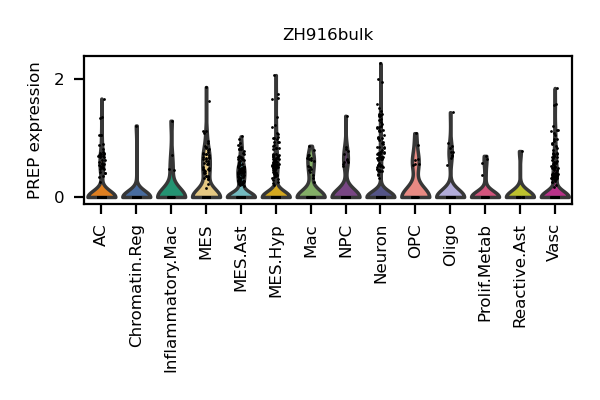 ZH916bulk
PREP expression
2
0
AC
Chromatin.Reg
Inflammatory.Mac
MES
MES.Ast
MES.Hyp
Mac
NPC
Neuron
OPC
Oligo
Prolif.Metab
Reactive.Ast
Vasc